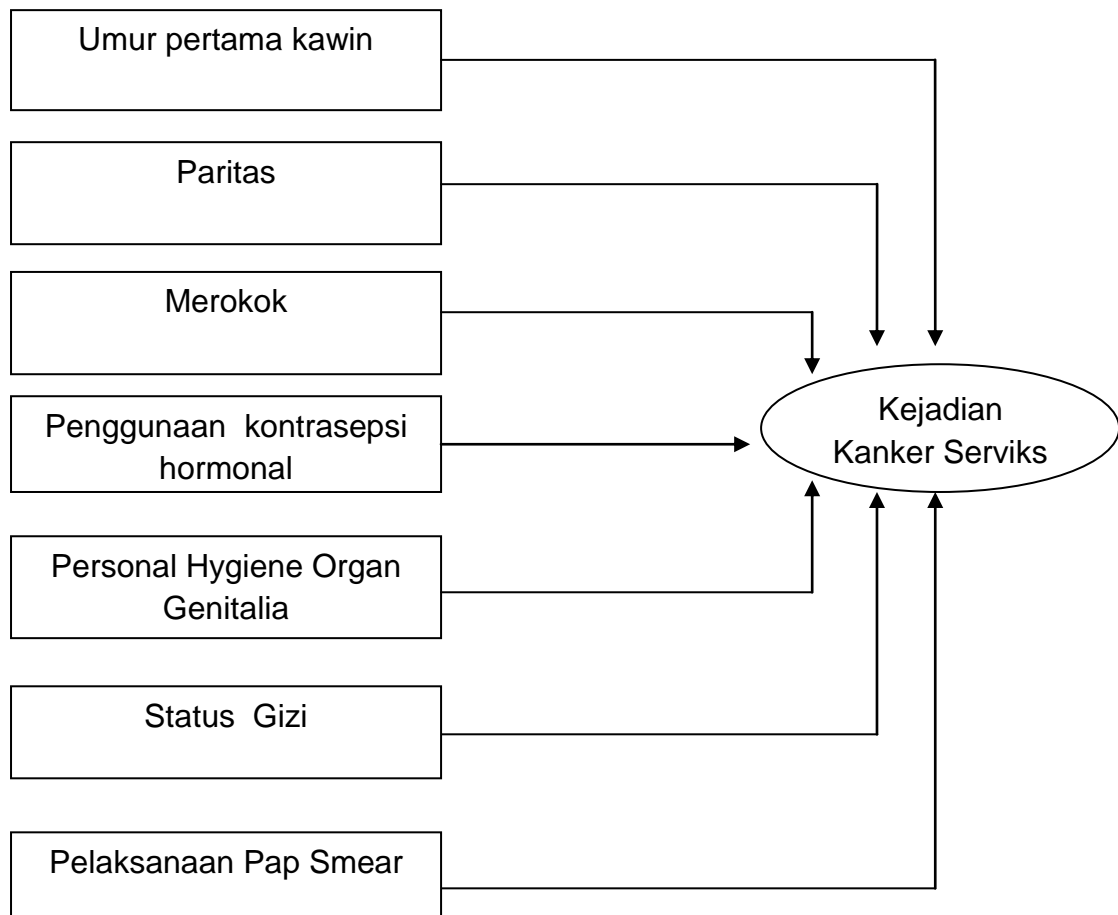 Umur pertama kawin
Paritas
Merokok
Penggunaan kontrasepsi
hormonal
Personal Hygiene Organ
Genitalia
Status Gizi
Pelaksanaan Pap Smear
Kejadian
Kanker Serviks